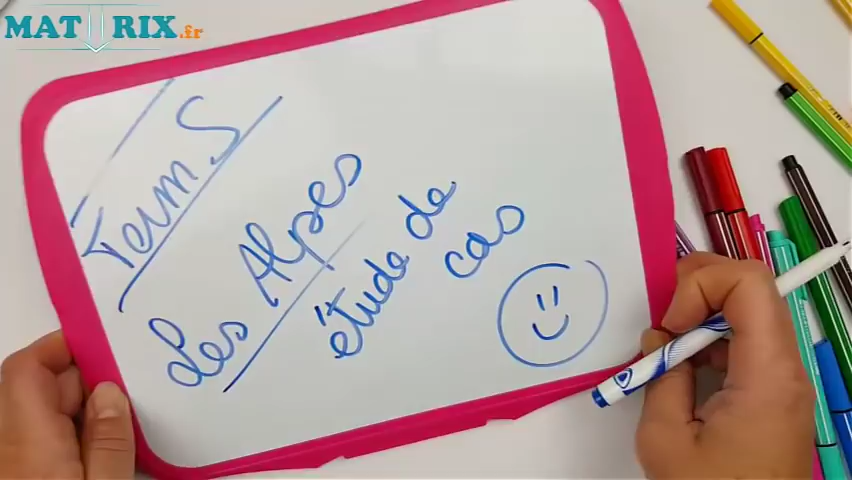 MATRIX.fr
Term S
Les Alpes
étude de
cas